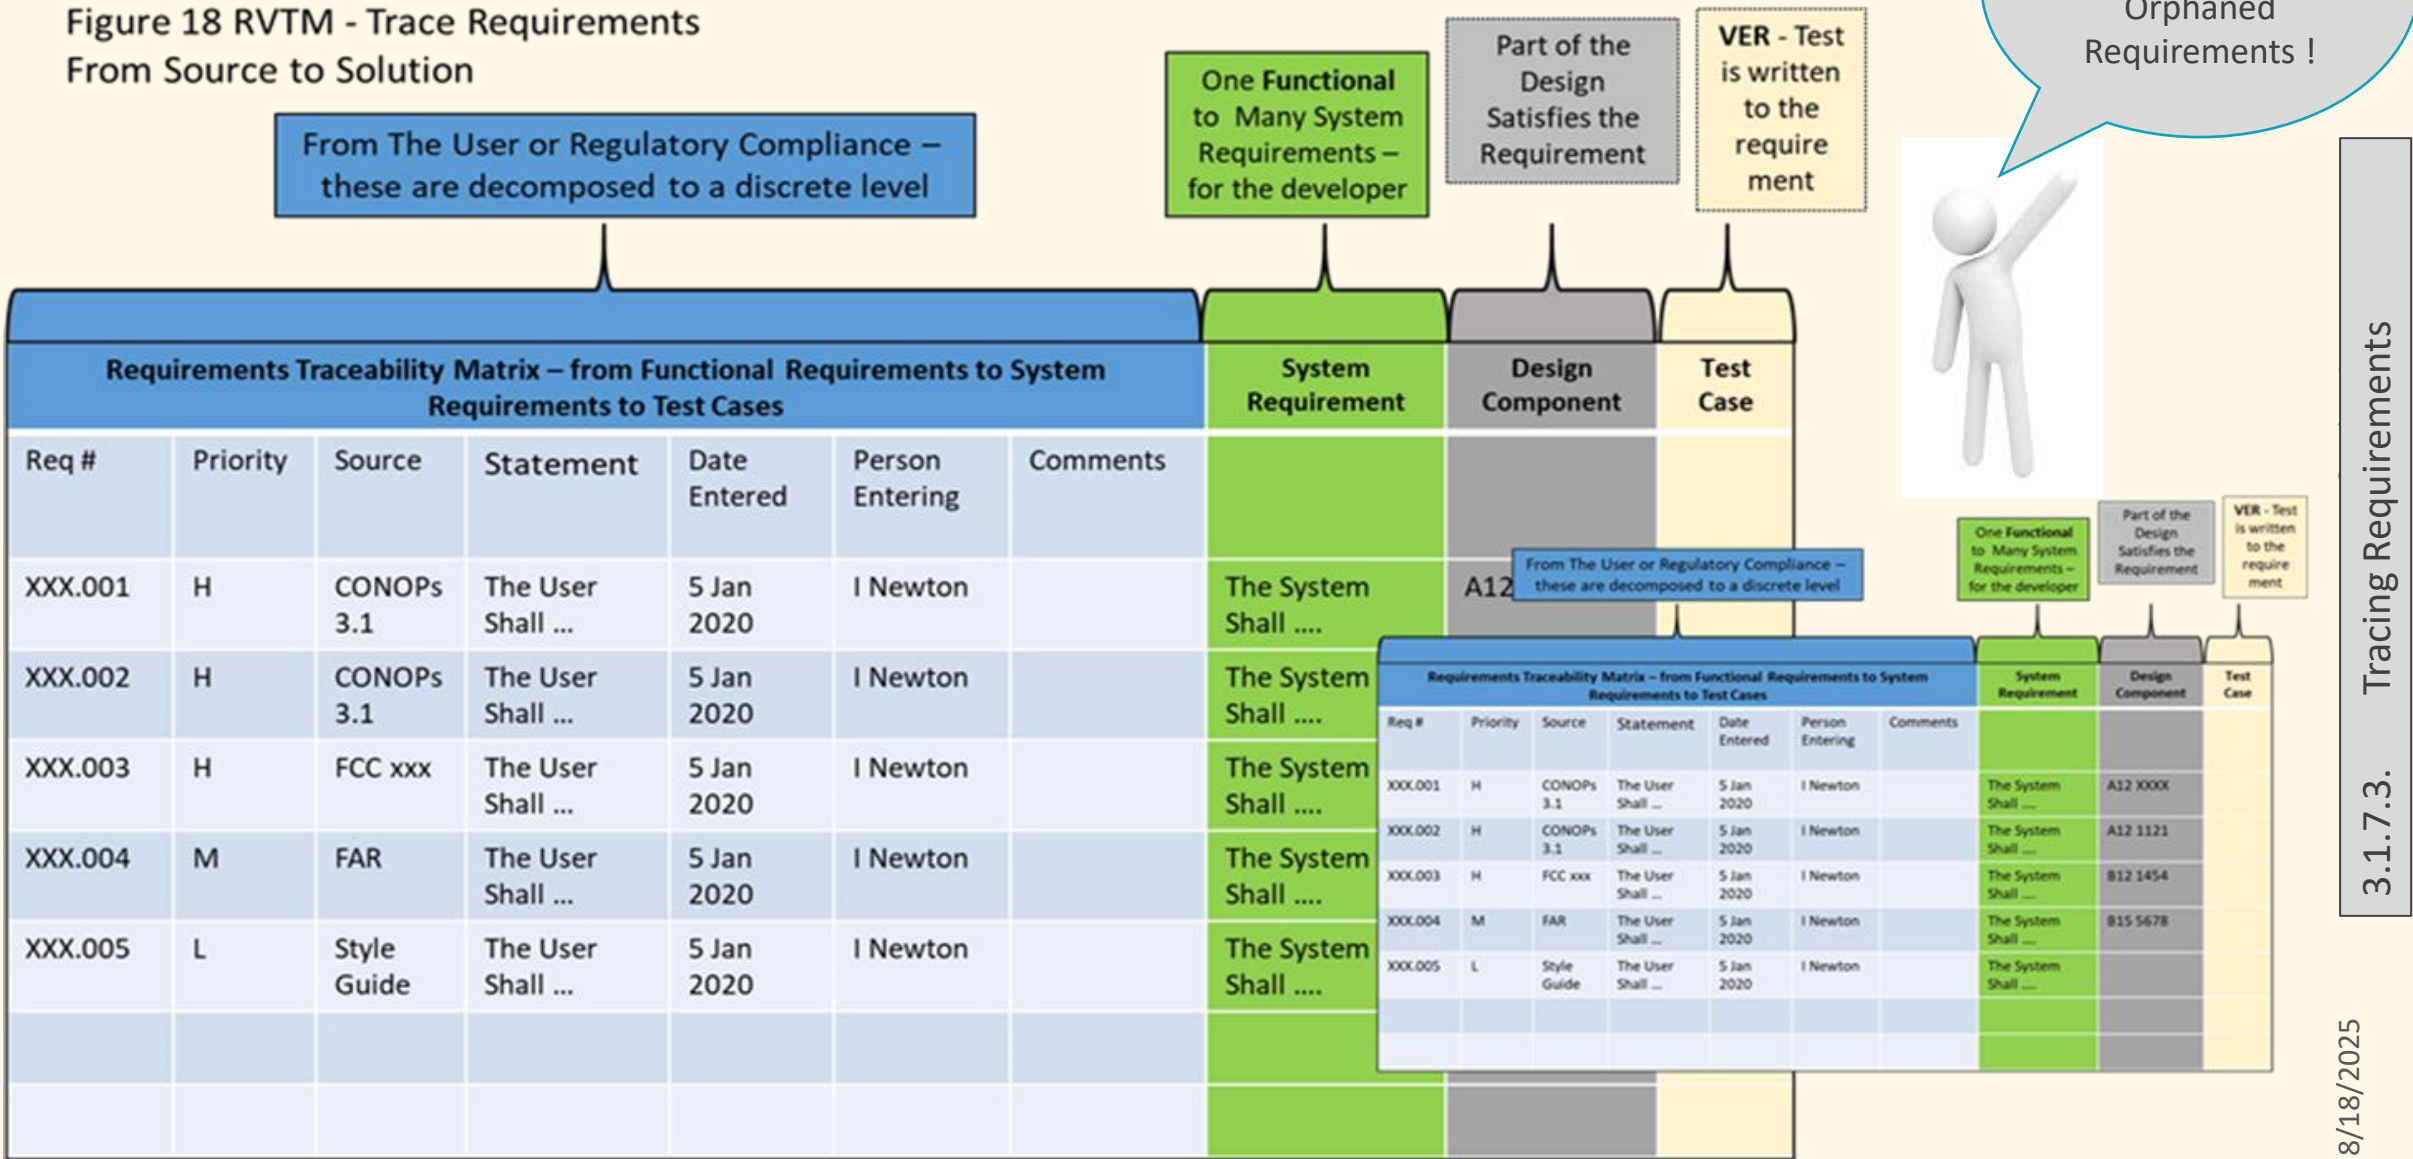 Figure 18 RVTM - Trace Requirements
From Source to Solution
Orphaned
Requirements !
From The User or Regulatory Compliance –
these are decomposed to a discrete level
One Functional
to Many System
Requirements –
for the developer
Part of the
Design
Satisfies the
Requirement
VER - Test
is written
to the
require
ment
Requirements Traceability Matrix – from Functional Requirements to System
Requirements to Test Cases
System
Requirement
Design
Component
Test
Case
Req # Priority Source Statement Date Person Comments
Entered Entering
XXX.001 H CONOPs The User 5 Jan I Newton The System A12
3.1 Shall ... 2020 Shall ....
XXX.002 H CONOPs The User 5 Jan I Newton The System
3.1 Shall ... 2020 Shall ....
XXX.003 H FCC xxx The User 5 Jan I Newton The System
Shall ... 2020 Shall ....
XXX.004 M FAR The User 5 Jan I Newton The System
Shall ... 2020 Shall ....
XXX.005 L Style The User 5 Jan I Newton The System
Guide Shall ... 2020 Shall ....
From The User or Regulatory Compliance –
these are decomposed to a discrete level
One Functional
to Many System
Requirements –
for the developer
Part of the
Design
Satisfies the
Requirement
VER - Test
is written
to the
require
ment
Requirements Traceability Matrix – from Functional Requirements to System
Requirements to Test Cases
System
Requirement
Design
Component
Test
Case
Req # Priority Source Statement Date Person Comments
Entered Entering
XXX.001 H CONOPs The User 5 Jan I Newton The System A12 XXXX
3.1 Shall ... 2020 Shall ....
XXX.002 H CONOPs The User 5 Jan I Newton The System A12 1121
3.1 Shall ... 2020 Shall ....
XXX.003 H FCC xxx The User 5 Jan I Newton The System B12 1454
Shall ... 2020 Shall ....
XXX.004 M FAR The User 5 Jan I Newton The System B15 5678
Shall ... 2020 Shall ....
XXX.005 L Style The User 5 Jan I Newton The System
Guide Shall ... 2020 Shall ....
3.1.7.3. Tracing Requirements
8/18/2025